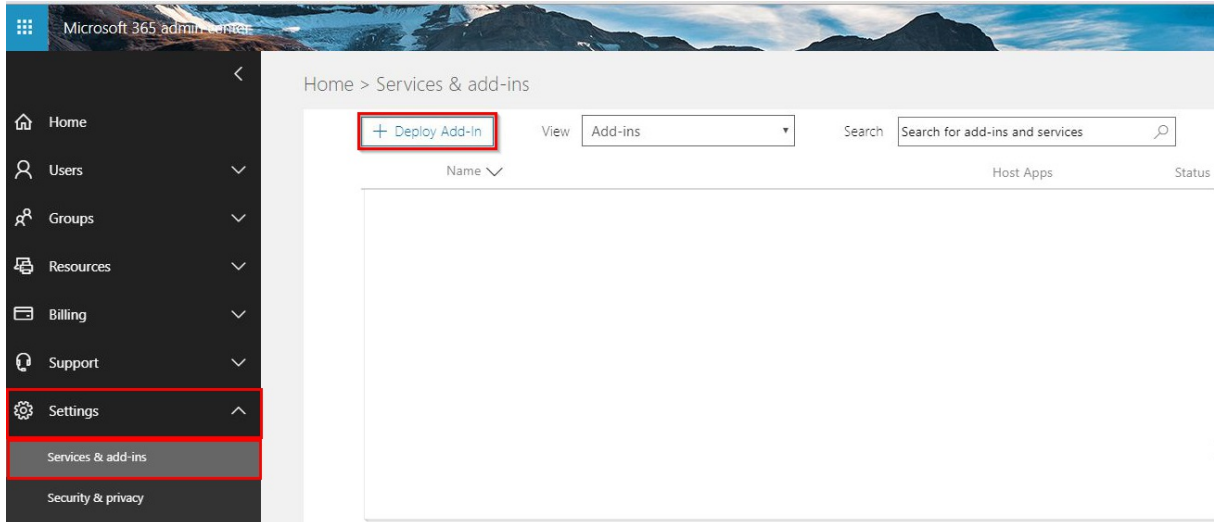 Microsoft 365 admin center
Home > Services & add-ins
Home
Users
Groups
Resources
Billing
Support
Settings
Services & add-ins
Security & privacy
+ Deploy Add-In View Add-ins Search Search for add-ins and services
Name Host Apps Status